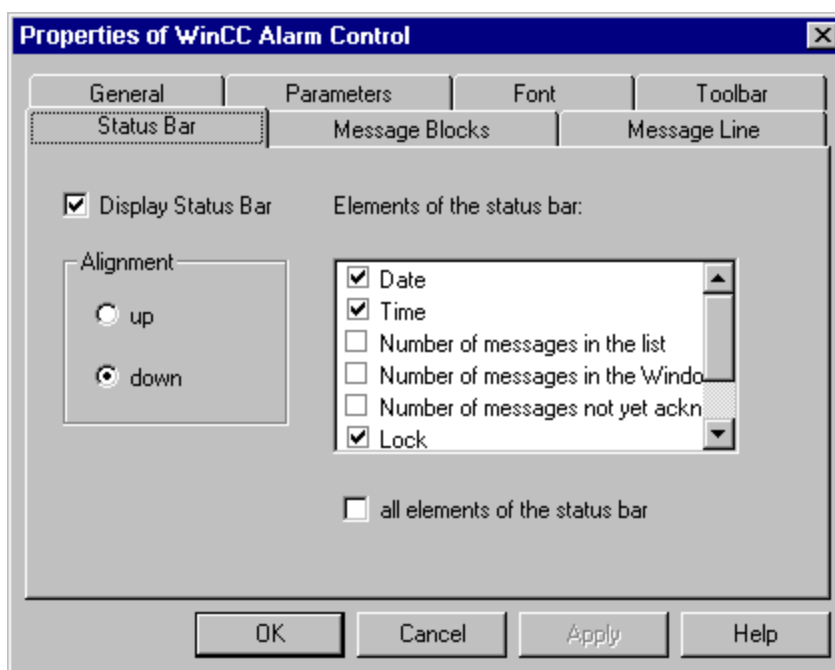 Properties of WinCC Alarm Control
General Parameters Font Toolbar
Status Bar Message Blocks Message Line
Display Status Bar Elements of the status bar:
Alignment
up
down
Date
Time
Number of messages in the list
Number of messages in the Windo
Number of messages not yet ackn
Lock
all elements of the status bar
OK Cancel Apply Help